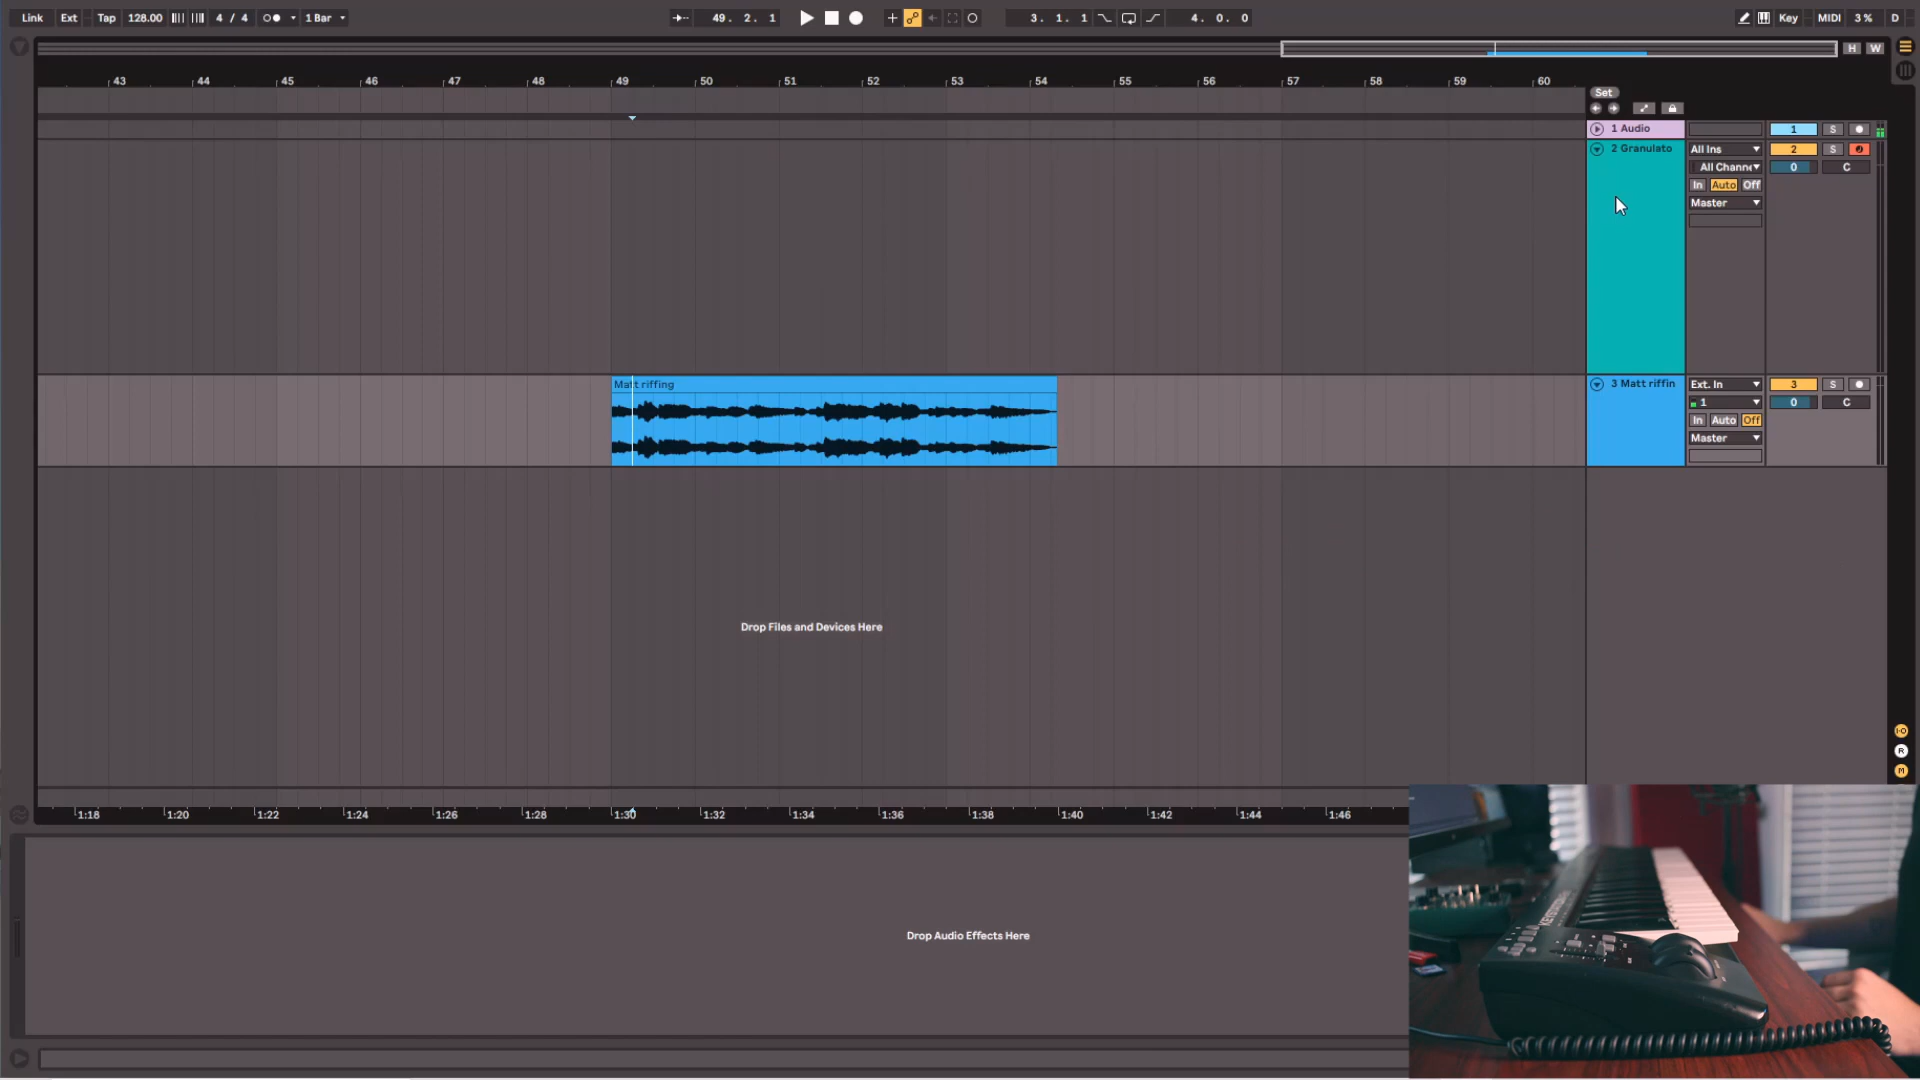 Link Ext Tap 128.00 4 / 4 1 Bar 49. 2. 1 3. 1. 1 4. 0. 0 Key MIDI 3 % D
H W
43 44 45 46 47 48 49 50 51 52 53 54 55 56 57 58 59 60
Set
1 Audio 1 S
2 Granulato All Ins 2 S
All Chann 0 C
In Auto Off
Master
Matt riffing 3 Matt riffin Ext. In 3 S
1 0 C
In Auto Off
Master
Drop Files and Devices Here
R
M
1:18 1:20 1:22 1:24 1:26 1:28 1:30 1:32 1:34 1:36 1:38 1:40 1:42 1:44 1:46
Drop Audio Effects Here